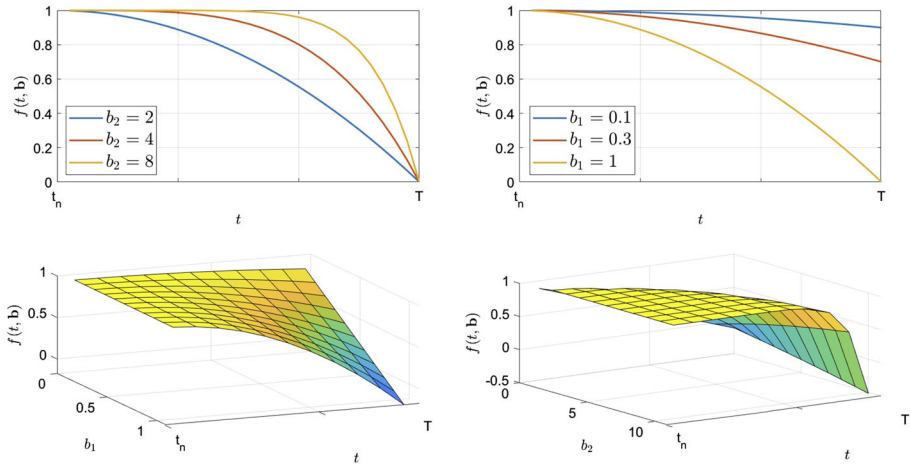 1
0.8
0.6
0.4
0.2
0
f(t, b)
b₂ = 2
b₂ = 4
b₂ = 8
tₙ
T
t
1
0.8
0.6
0.4
0.2
0
f(t, b)
b₁ = 0.1
b₁ = 0.3
b₁ = 1
tₙ
T
t
1
0.5
0
f(t, b)
0
0.5
1
b₁
tₙ
T
t
1
0.5
0
-0.5
f(t, b)
0
5
10
b₂
tₙ
T
t